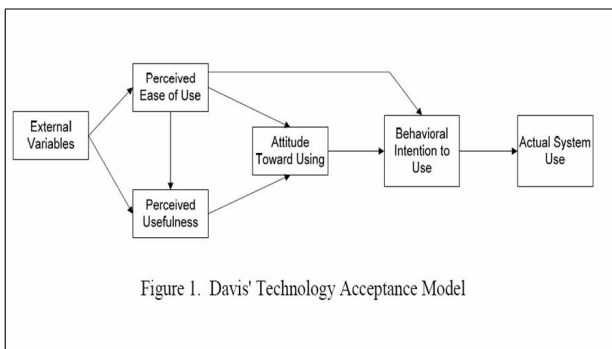 Perceived
Ease of Use
External
Variables
Attitude
Toward Using
Behavioral
Intention to
Use
Actual System
Use
Perceived
Usefulness
Figure 1. Davis' Technology Acceptance Model